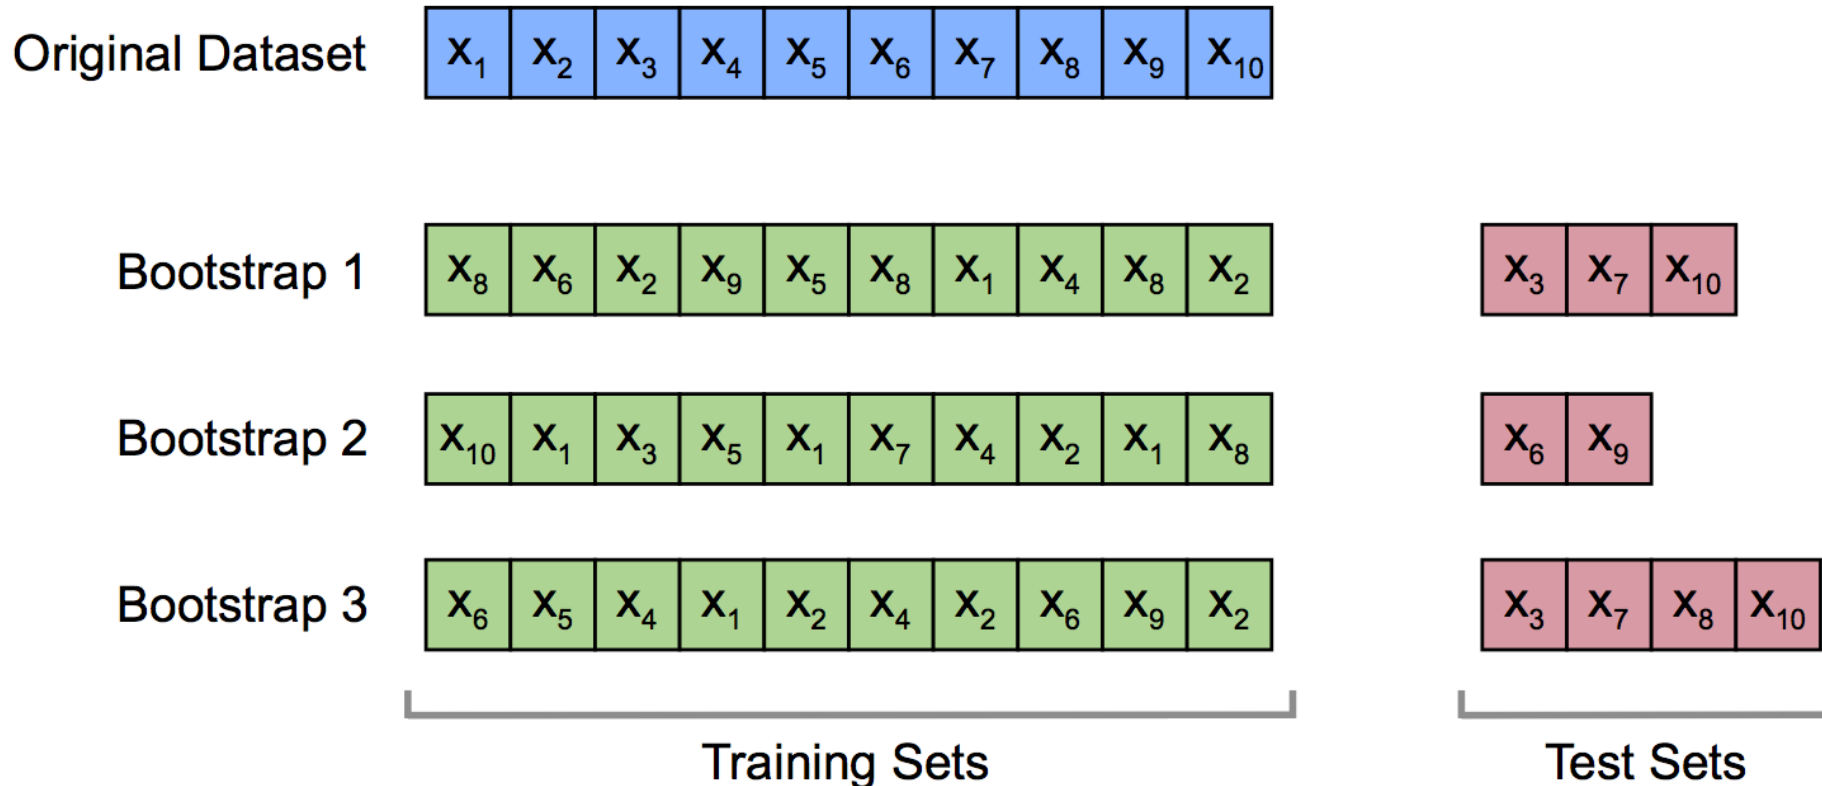 Original Dataset x₁ x₂ x₃ x₄ x₅ x₆ x₇ x₈ x₉ x₁₀
Bootstrap 1 x₈ x₆ x₂ x₉ x₅ x₈ x₁ x₄ x₈ x₂ x₃ x₇ x₁₀
Bootstrap 2 x₁₀ x₁ x₃ x₅ x₁ x₇ x₄ x₂ x₁ x₈ x₆ x₉
Bootstrap 3 x₆ x₅ x₄ x₁ x₂ x₄ x₂ x₆ x₉ x₂ x₃ x₇ x₈ x₁₀
Training Sets Test Sets